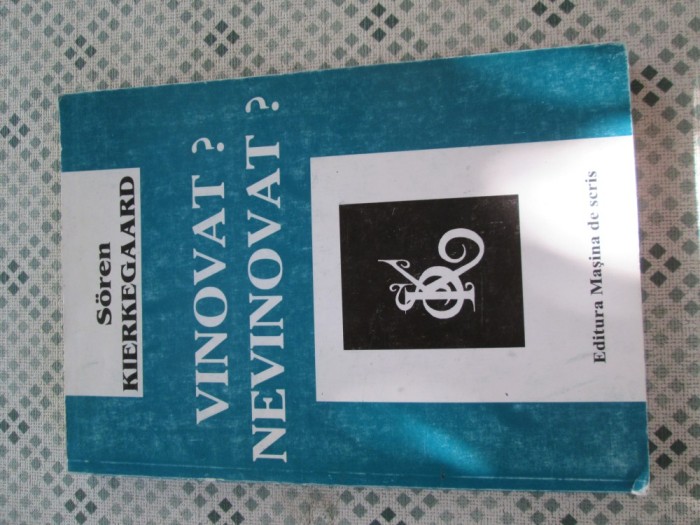 Sören
KIERKEGAARD
VINOVAT ?
NEVINOVAT ?
Editura Mașina de scris